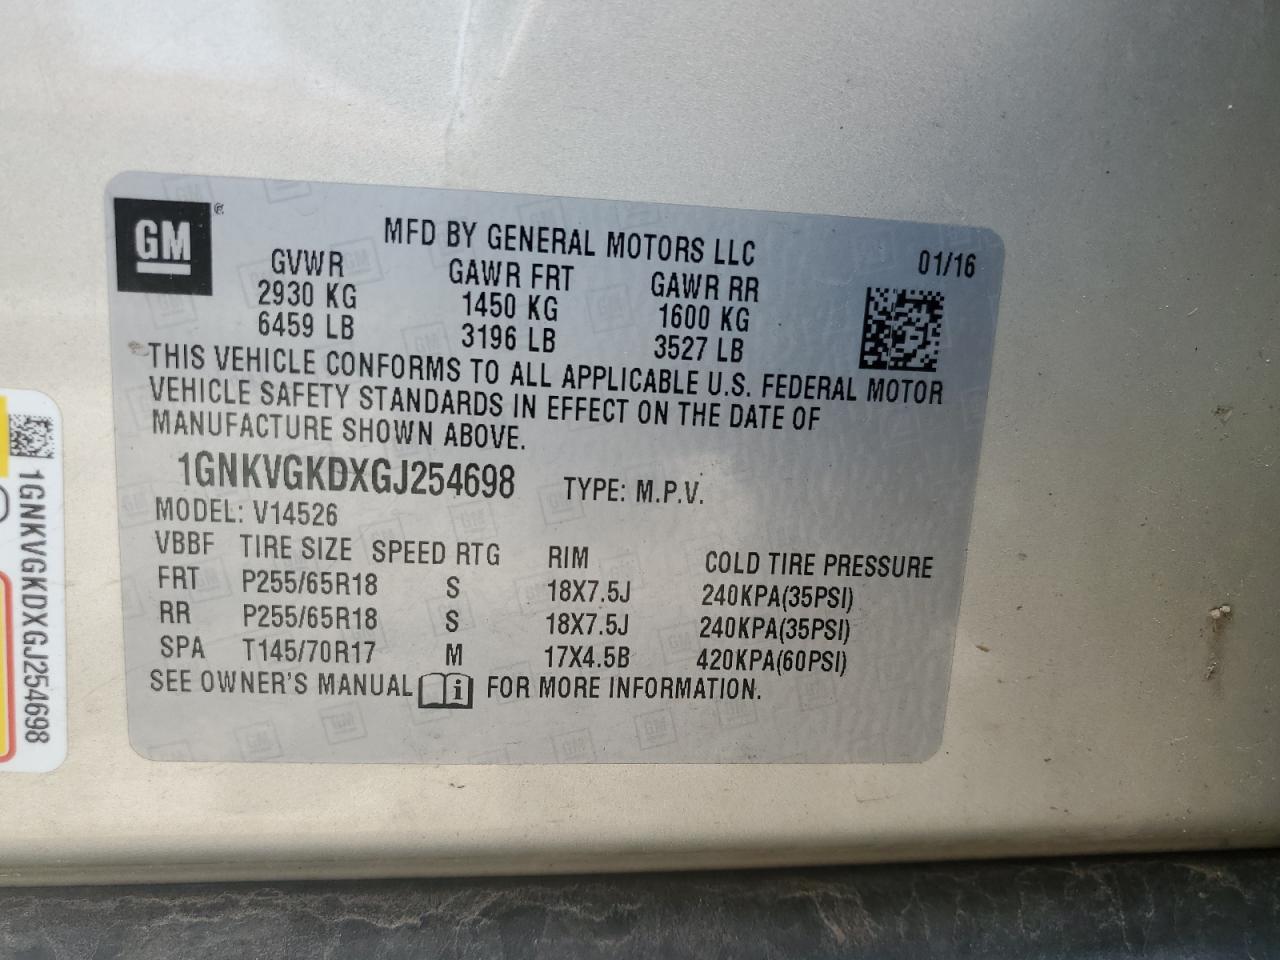 GM
MFD BY GENERAL MOTORS LLC 01/16
GVWR GAWR FRT GAWR RR
2930 KG 1450 KG 1600 KG
6459 LB 3196 LB 3527 LB
THIS VEHICLE CONFORMS TO ALL APPLICABLE U.S. FEDERAL MOTOR
VEHICLE SAFETY STANDARDS IN EFFECT ON THE DATE OF
MANUFACTURE SHOWN ABOVE.
1GNKVGKDXGJ254698 TYPE: M.P.V.
MODEL: V14526
VBBF TIRE SIZE SPEED RTG RIM COLD TIRE PRESSURE
FRT P255/65R18 S 18X7.5J 240KPA(35PSI)
RR P255/65R18 S 18X7.5J 240KPA(35PSI)
SPA T145/70R17 M 17X4.5B 420KPA(60PSI)
SEE OWNER'S MANUAL FOR MORE INFORMATION.
1GNKVGKDXGJ254698